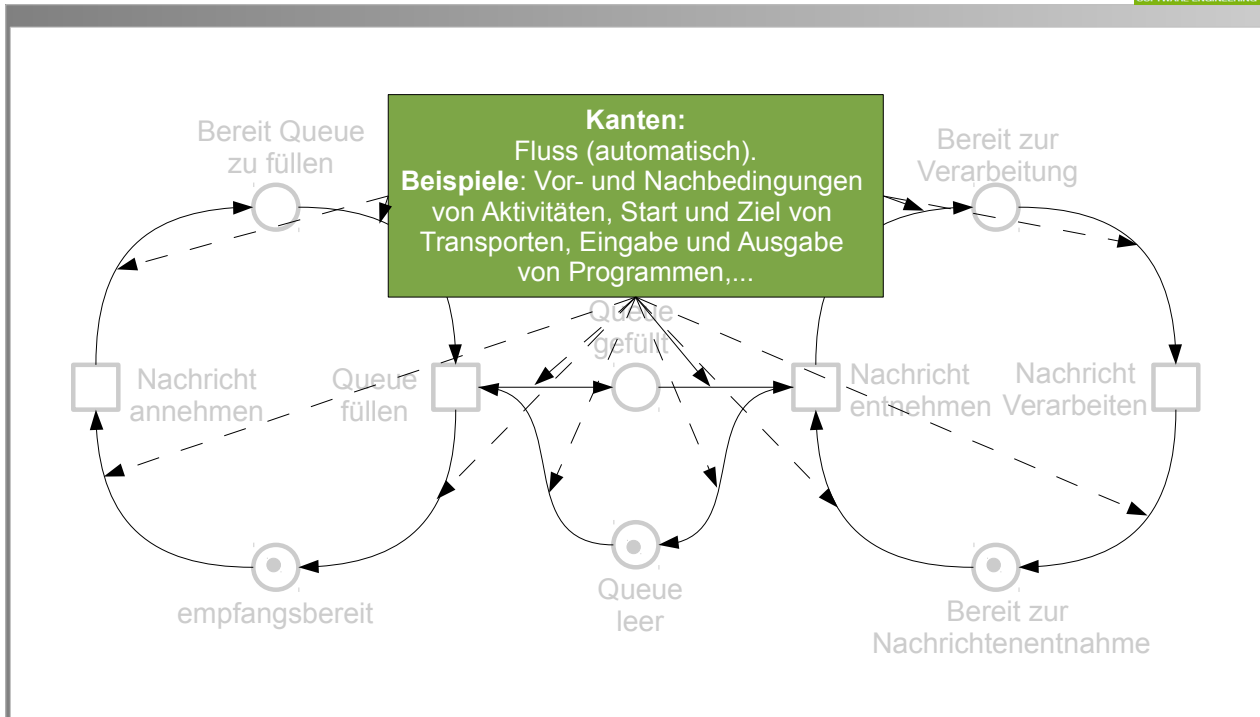 Bereit Queue
zu füllen
Kanten:
Fluss (automatisch).
Beispiele: Vor- und Nachbedingungen
von Aktivitäten, Start und Ziel von
Transporten, Eingabe und Ausgabe
von Programmen,...
Bereit zur
Verarbeitung
Queue
gefüllt
Nachricht
annehmen
Queue
füllen
Nachricht
entnehmen
Nachricht
Verarbeiten
empfangsbereit
Queue
leer
Bereit zur
Nachrichtenentnahme